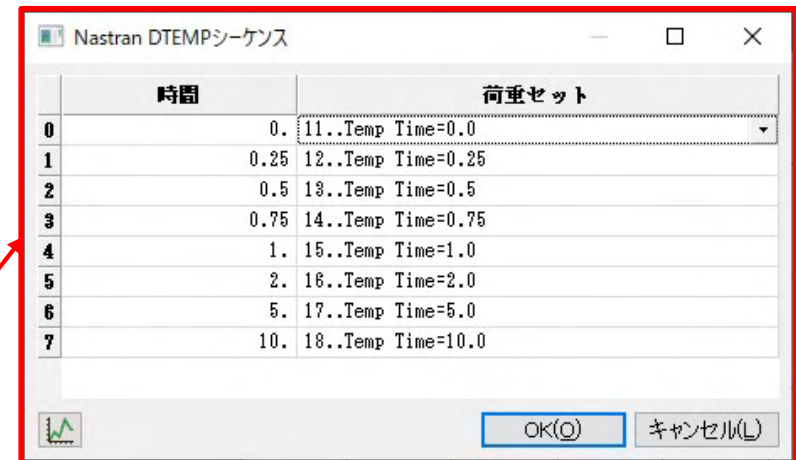 Nastran DTEMPシーケンス
時間 荷重セット
0 0. 11..Temp Time=0.0
1 0.25 12..Temp Time=0.25
2 0.5 13..Temp Time=0.5
3 0.75 14..Temp Time=0.75
4 1. 15..Temp Time=1.0
5 2. 16..Temp Time=2.0
6 5. 17..Temp Time=5.0
7 10. 18..Temp Time=10.0
OK(O) キャンセル(L)